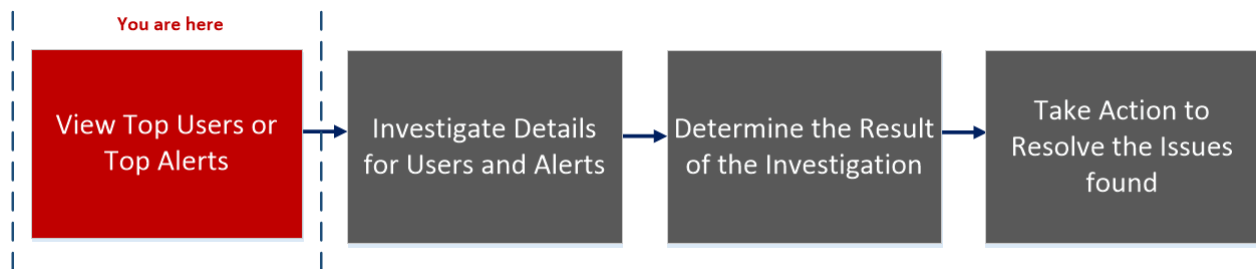 You are here
View Top Users or
Top Alerts
Investigate Details
for Users and Alerts
Determine the Result
of the Investigation
Take Action to
Resolve the Issues
found